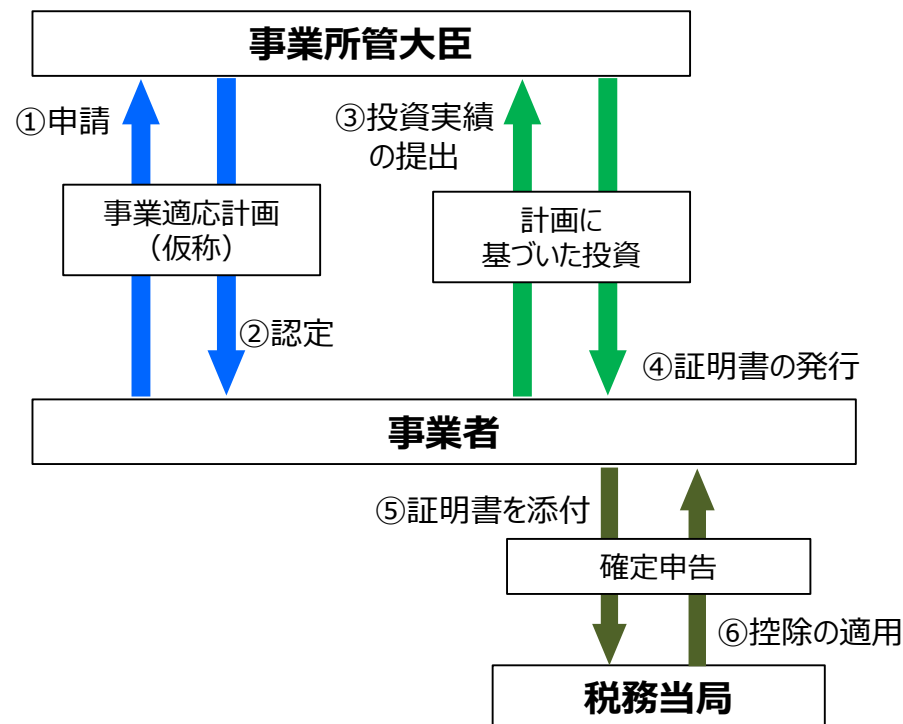 事業所管大臣
①申請
③投資実績
の提出
事業適応計画
（仮称）
計画に
基づいた投資
②認定
④証明書の発行
事業者
⑤証明書を添付
確定申告
⑥控除の適用
税務当局